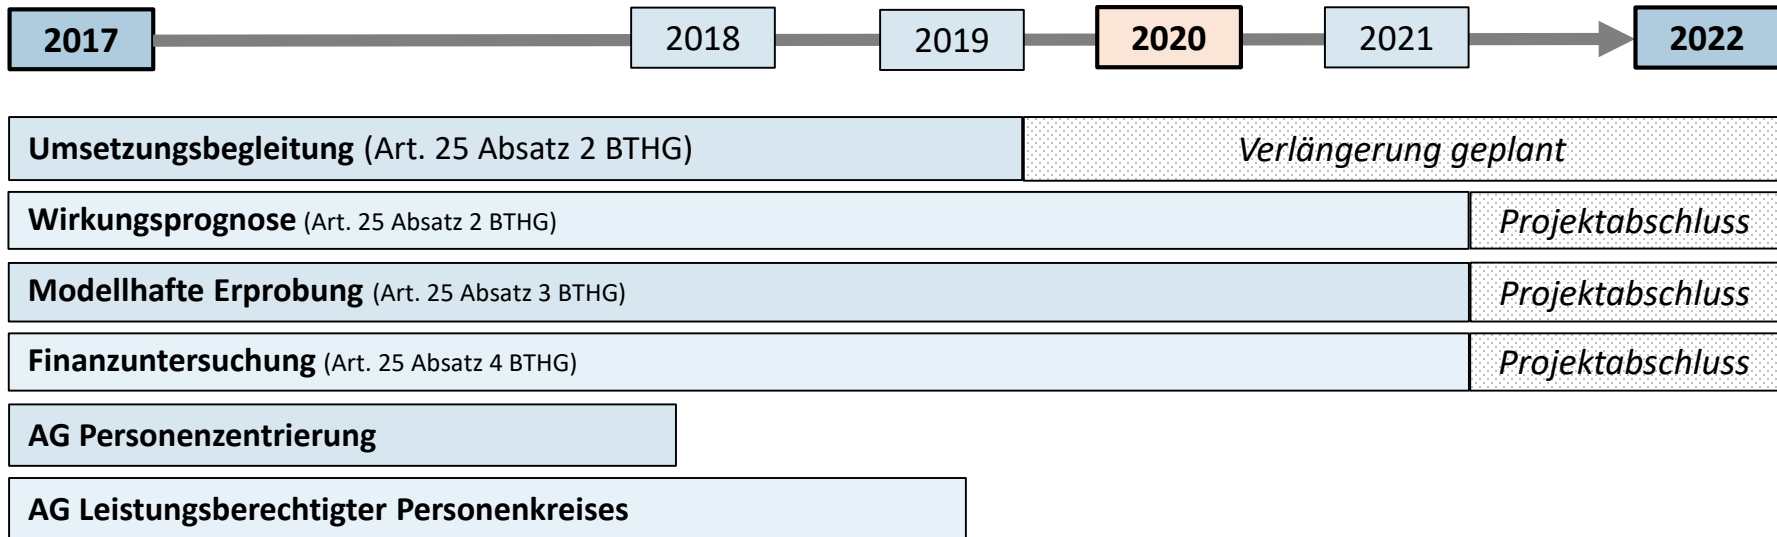 2017 2018 2019 2020 2021 2022
Umsetzungsbegleitung (Art. 25 Absatz 2 BTHG) Verlängerung geplant
Wirkungsprognose (Art. 25 Absatz 2 BTHG) Projektabschluss
Modellhafte Erprobung (Art. 25 Absatz 3 BTHG) Projektabschluss
Finanzuntersuchung (Art. 25 Absatz 4 BTHG) Projektabschluss
AG Personenzentrierung
AG Leistungsberechtigter Personenkreises